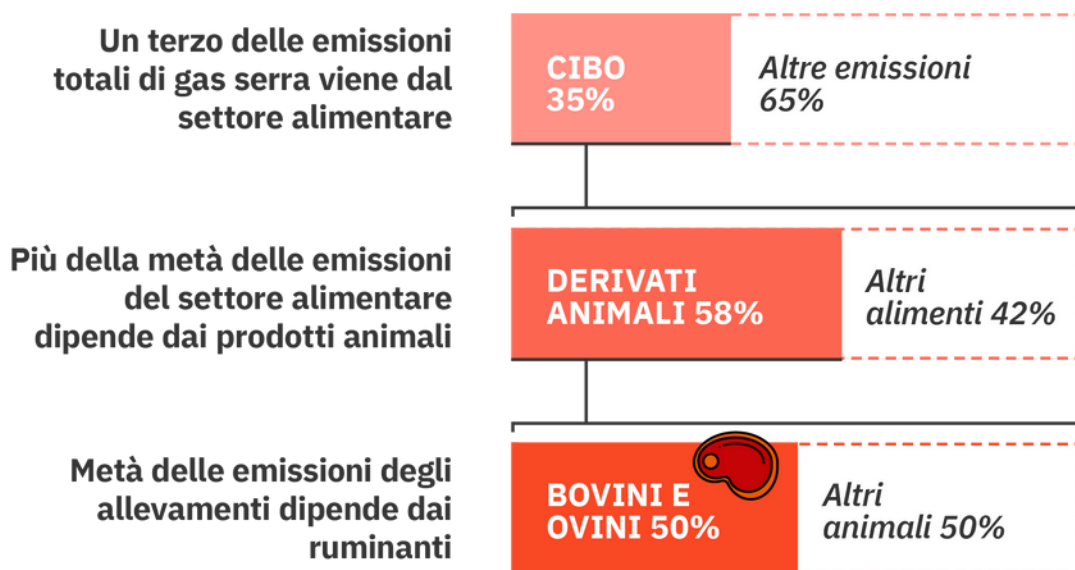 Un terzo delle emissioni
totali di gas serra viene dal
settore alimentare
CIBO
35%
Altre emissioni
65%
Più della metà delle emissioni
del settore alimentare
dipende dai prodotti animali
DERIVATI
ANIMALI 58%
Altri
alimenti 42%
Metà delle emissioni degli
allevamenti dipende dai
ruminanti
BOVINI E
OVINI 50%
Altri
animali 50%